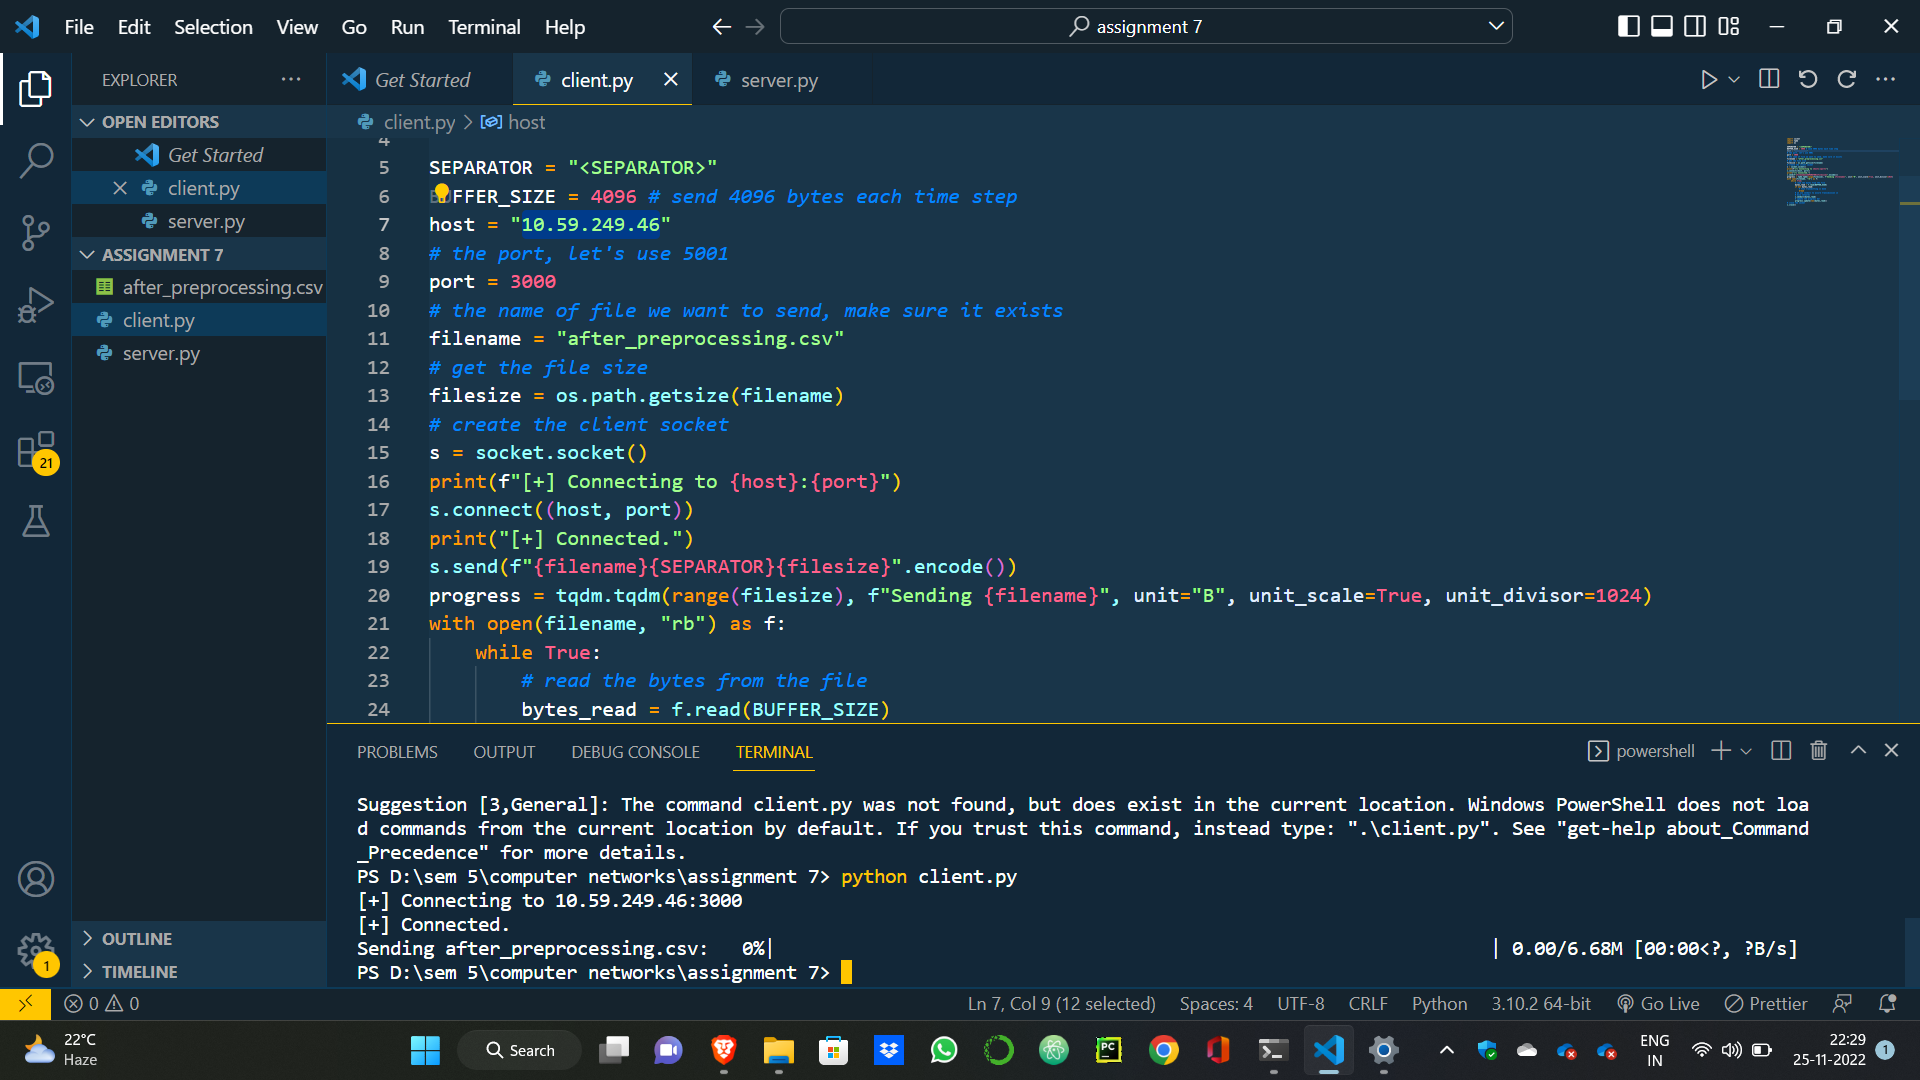 File Edit Selection View Go Run Terminal Help
assignment 7
EXPLORER
OPEN EDITORS
Get Started
client.py
server.py
ASSIGNMENT 7
after_preprocessing.csv
client.py
server.py
OUTLINE
TIMELINE
21
1
Get Started
client.py
server.py
client.py > host
4
5 SEPARATOR = "<SEPARATOR>"
6 BUFFER_SIZE = 4096 # send 4096 bytes each time step
7 host = "10.59.249.46"
8 # the port, let's use 5001
9 port = 3000
10 # the name of file we want to send, make sure it exists
11 filename = "after_preprocessing.csv"
12 # get the file size
13 filesize = os.path.getsize(filename)
14 # create the client socket
15 s = socket.socket()
16 print(f"[+] Connecting to {host}:{port}")
17 s.connect((host, port))
18 print("[+] Connected.")
19 s.send(f"{filename}{SEPARATOR}{filesize}".encode())
20 progress = tqdm.tqdm(range(filesize), f"Sending {filename}", unit="B", unit_scale=True, unit_divisor=1024)
21 with open(filename, "rb") as f:
22 while True:
23 # read the bytes from the file
24 bytes_read = f.read(BUFFER_SIZE)
PROBLEMS OUTPUT DEBUG CONSOLE TERMINAL
powershell
Suggestion [3,General]: The command client.py was not found, but does exist in the current location. Windows PowerShell does not loa
d commands from the current location by default. If you trust this command, instead type: ".\client.py". See "get-help about_Command
_Precedence" for more details.
PS D:\sem 5\computer networks\assignment 7> python client.py
[+] Connecting to 10.59.249.46:3000
[+] Connected.
Sending after_preprocessing.csv: 0%| | 0.00/6.68M [00:00<?, ?B/s]
PS D:\sem 5\computer networks\assignment 7>
0 0 Ln 7, Col 9 (12 selected) Spaces: 4 UTF-8 CRLF Python 3.10.2 64-bit Go Live Prettier
22°C
Haze
Search
PC
ENG
IN
22:29
25-11-2022
1